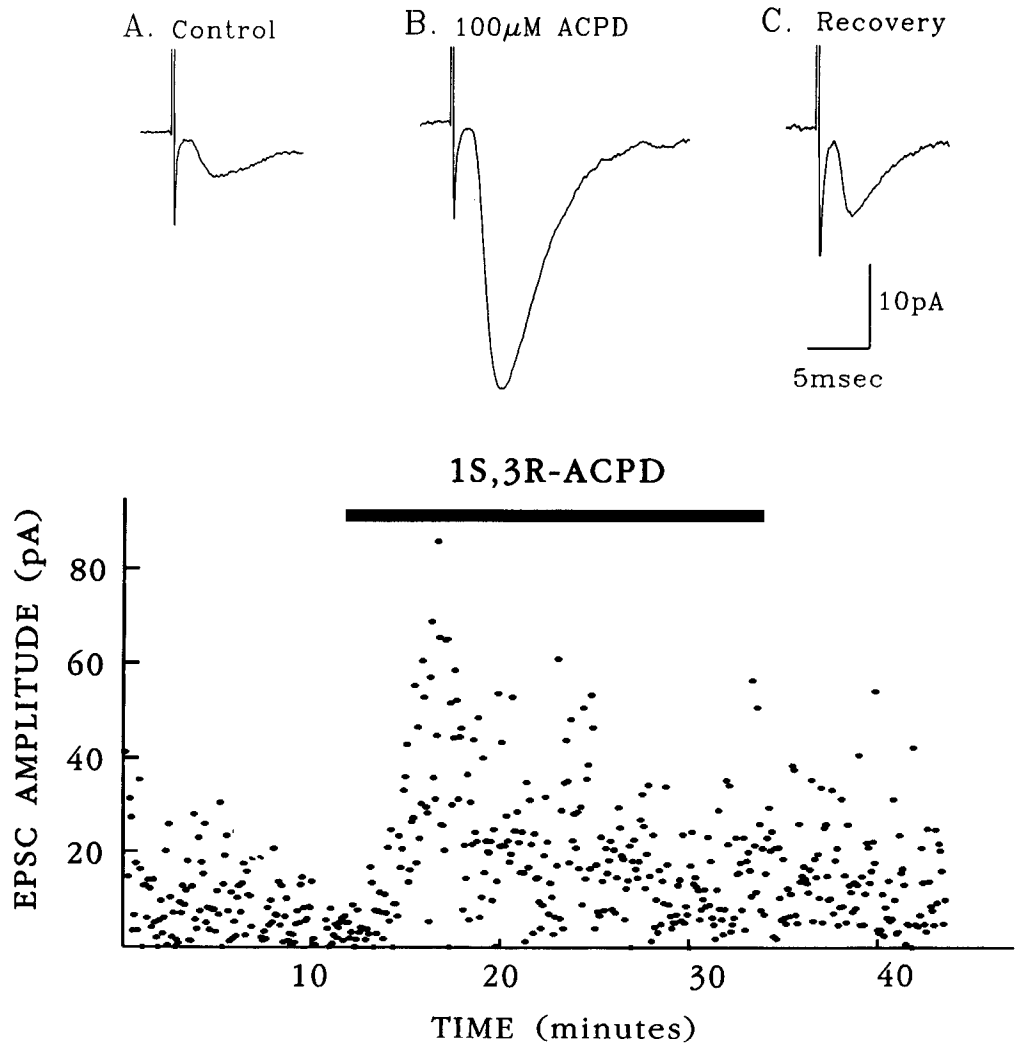 A. Control
B. 100μM ACPD
C. Recovery
10pA
5msec
1S,3R-ACPD
EPSC AMPLITUDE (pA)
80
60
40
20
10
20
30
40
TIME (minutes)